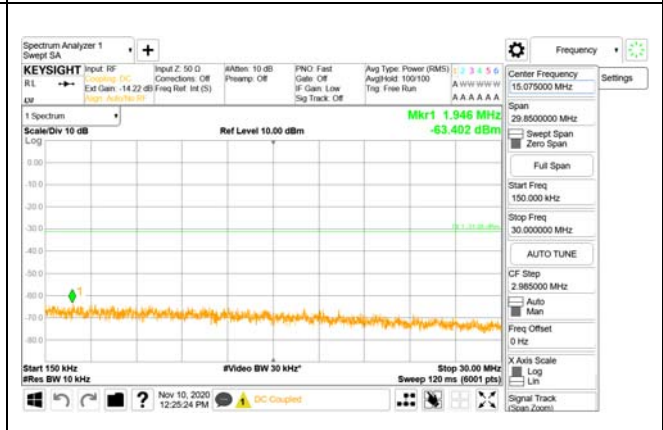 Spectrum Analyzer 1
Swept SA
+
Frequency
KEYSIGHT
RL
Input: RF
Coupling: DC
Ext Gain: -14.22 dB
Align: Auto/No RF
Input Z: 50 Ω
Corrections: Off
Freq Ref: Int (S)
#Atten: 10 dB
Preamp: Off
PNO: Fast
Gate: Off
IF Gain: Low
Sig Track: Off
Avg Type: Power (RMS)
Avg|Hold: 100/100
Trig: Free Run
1 2 3 4 5 6
A W W W W W
A A A A A A
1 Spectrum
Scale/Div 10 dB
Ref Level 10.00 dBm
Mkr1 1.946 MHz
-63.402 dBm
Log
0.00
-10.0
-20.0
-30.0
-40.0
-50.0
-60.0
-70.0
-80.0
1
Start 150 kHz
#Res BW 10 kHz
#Video BW 30 kHz*
Stop 30.00 MHz
Sweep 120 ms (6001 pts)
?
Nov 10, 2020
12:25:24 PM
DC Coupled
Center Frequency
15.075000 MHz
Settings
Span
29.8500000 MHz
Swept Span
Zero Span
Full Span
Start Freq
150.000 kHz
Stop Freq
30.000000 MHz
AUTO TUNE
CF Step
2.985000 MHz
Auto
Man
Freq Offset
0 Hz
X Axis Scale
Log
Lin
Signal Track
(Span Zoom)